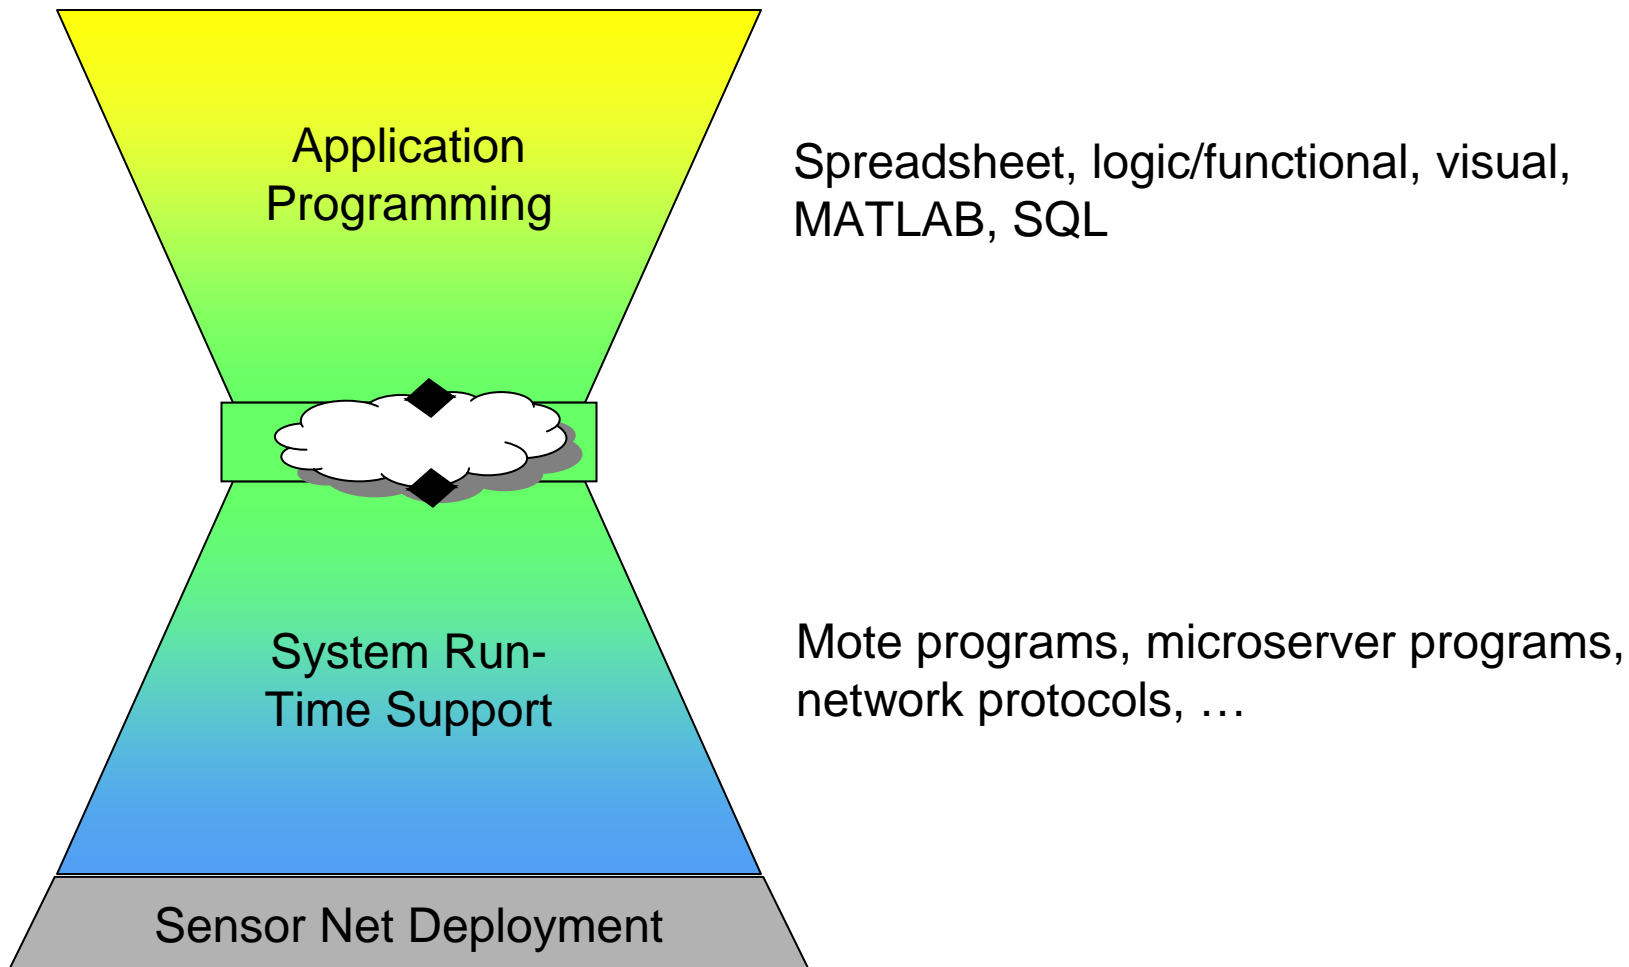 Application
Programming
Spreadsheet, logic/functional, visual,
MATLAB, SQL
System Run-
Time Support
Mote programs, microserver programs,
network protocols, …
Sensor Net Deployment